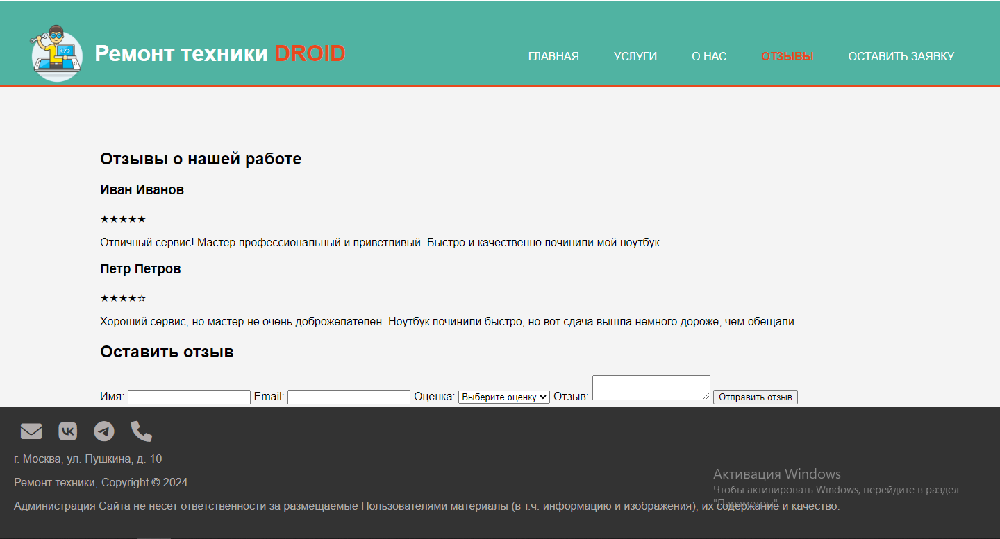 Ремонт техники DROID
ГЛАВНАЯ УСЛУГИ О НАС ОТЗЫВЫ ОСТАВИТЬ ЗАЯВКУ
Отзывы о нашей работе
Иван Иванов
★★★★★
Отличный сервис! Мастер профессиональный и приветливый. Быстро и качественно починили мой ноутбук.
Петр Петров
★★★★☆
Хороший сервис, но мастер не очень доброжелателен. Ноутбук починили быстро, но вот сдача вышла немного дороже, чем обещали.
Оставить отзыв
Имя: Email: Оценка: Выберите оценку Отзыв: Отправить отзыв
г. Москва, ул. Пушкина, д. 10
Ремонт техники, Copyright © 2024
Администрация Сайта не несет ответственности за размещаемые Пользователями материалы (в т.ч. информацию и изображения), их содержание и качество.
Активация Windows
Чтобы активировать Windows, перейдите в раздел
"Параметры".